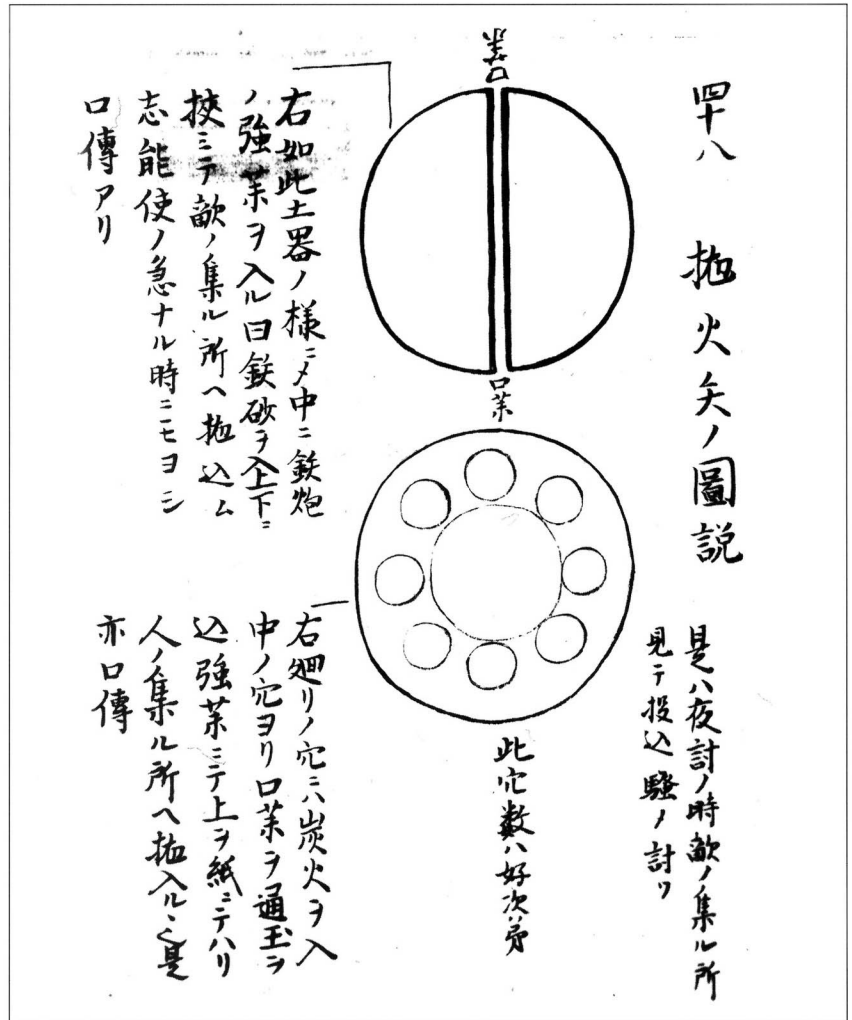 四十八　抛火矢ノ圖説
是ハ夜討ノ時敵ノ集ル所
見テ投込騒ヲ討ツ
口薬
口薬
右如此土器ノ様ニメ中ニ鉄炮
ノ強薬ヲ入ル曰鉄砂ヲ入上下ニ
挾ミテ敵ノ集ル所ヘ抛込ム
志能使ノ急ナル時ニモヨシ
口傳アリ
此穴数ハ好次第
右廻リノ穴ニハ炭火ヲ入
中ノ穴ヨリ口薬ヲ通玉ヲ
込強薬ニテ上ヲ紙ニテハリ
人ノ集ル所ヘ抛入ル是
亦口傳